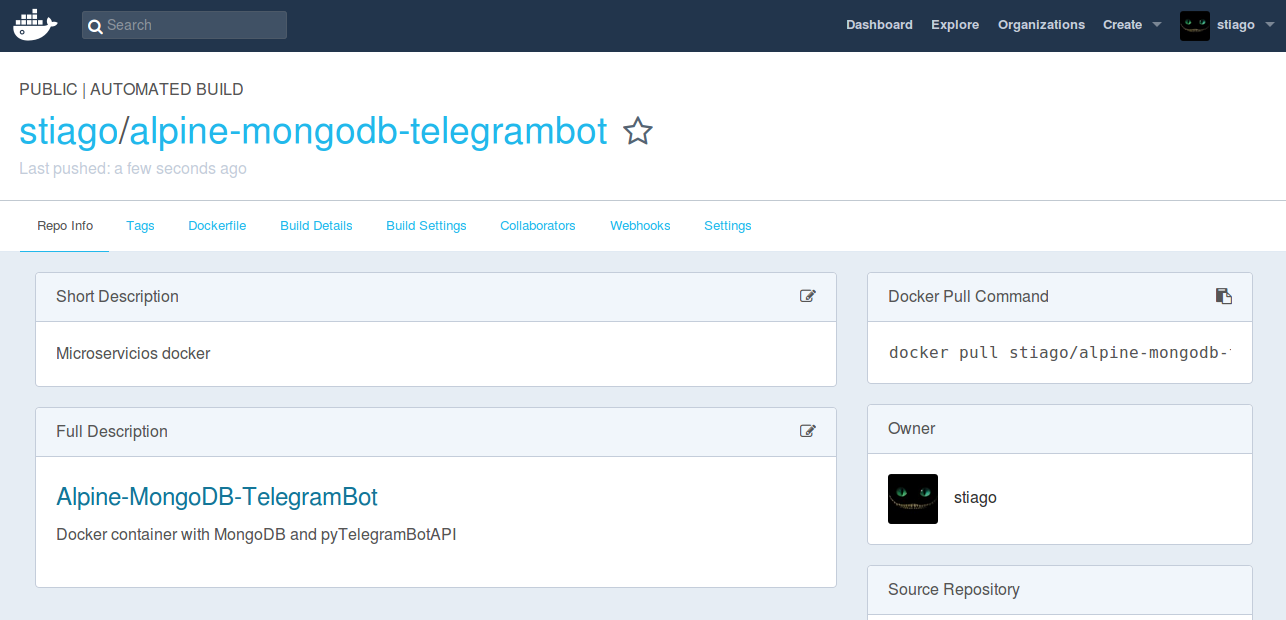 Search
Dashboard Explore Organizations Create stiago
PUBLIC | AUTOMATED BUILD
stiago/alpine-mongodb-telegrambot
Last pushed: a few seconds ago
Repo Info Tags Dockerfile Build Details Build Settings Collaborators Webhooks Settings
Short Description
Microservicios docker
Full Description
Alpine-MongoDB-TelegramBot
Docker container with MongoDB and pyTelegramBotAPI
Docker Pull Command
docker pull stiago/alpine-mongodb-
Owner
stiago
Source Repository